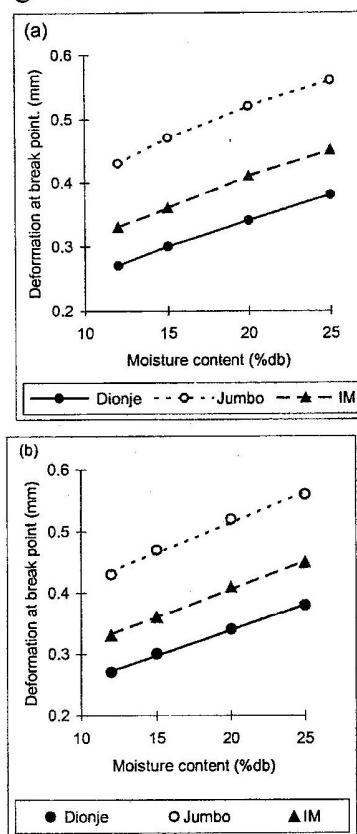 (a)
0.6
0.5
0.4
0.3
0.2
Deformation at break point. (mm)
10 15 20 25
Moisture content (%db)
Dionje Jumbo IM
(b)
0.6
0.5
0.4
0.3
0.2
Deformation at break point (mm)
10 15 20 25
Moisture content (%db)
Dionje Jumbo IM